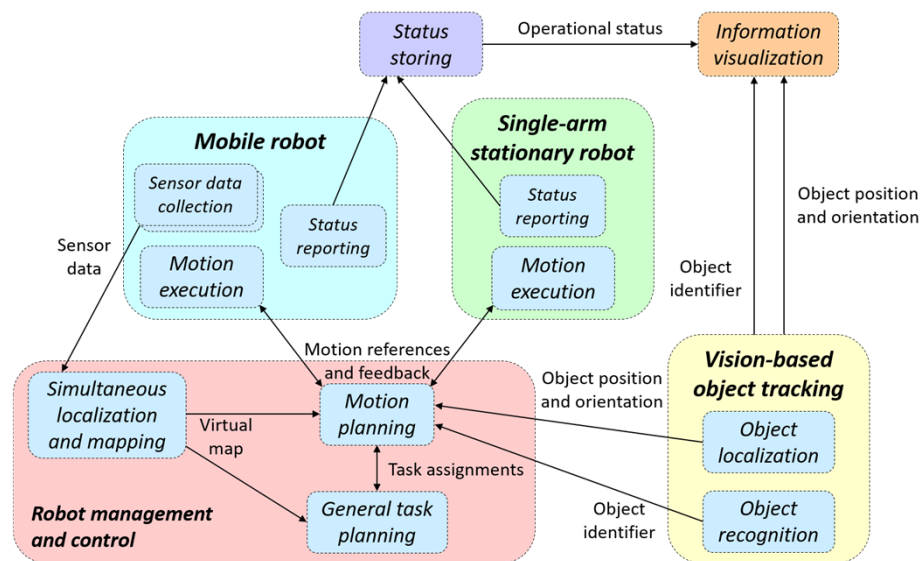 Status
storing
Operational status
Information
visualization
Mobile robot
Sensor data
collection
Status
reporting
Motion
execution
Single-arm
stationary robot
Status
reporting
Motion
execution
Sensor
data
Object position
and orientation
Object
identifier
Motion references
and feedback
Simultaneous
localization
and mapping
Virtual
map
Motion
planning
Task assignments
General task
planning
Robot management
and control
Object position
and orientation
Object
identifier
Vision-based
object tracking
Object
localization
Object
recognition